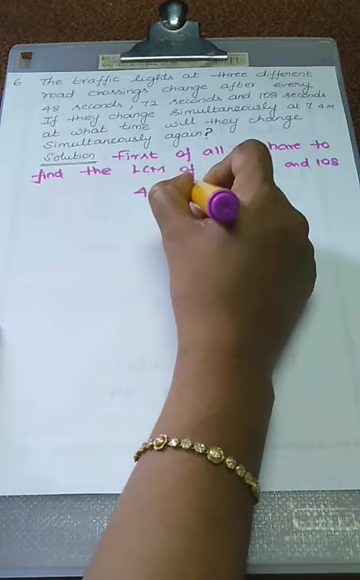 6 The traffic lights at three different
road crossings change after every
48 seconds, 72 seconds and 108 seconds
If they change simultaneously at 7 am
at what time will they change
simultaneously again?
Solution First of all have to
find the LCM of and 108
4